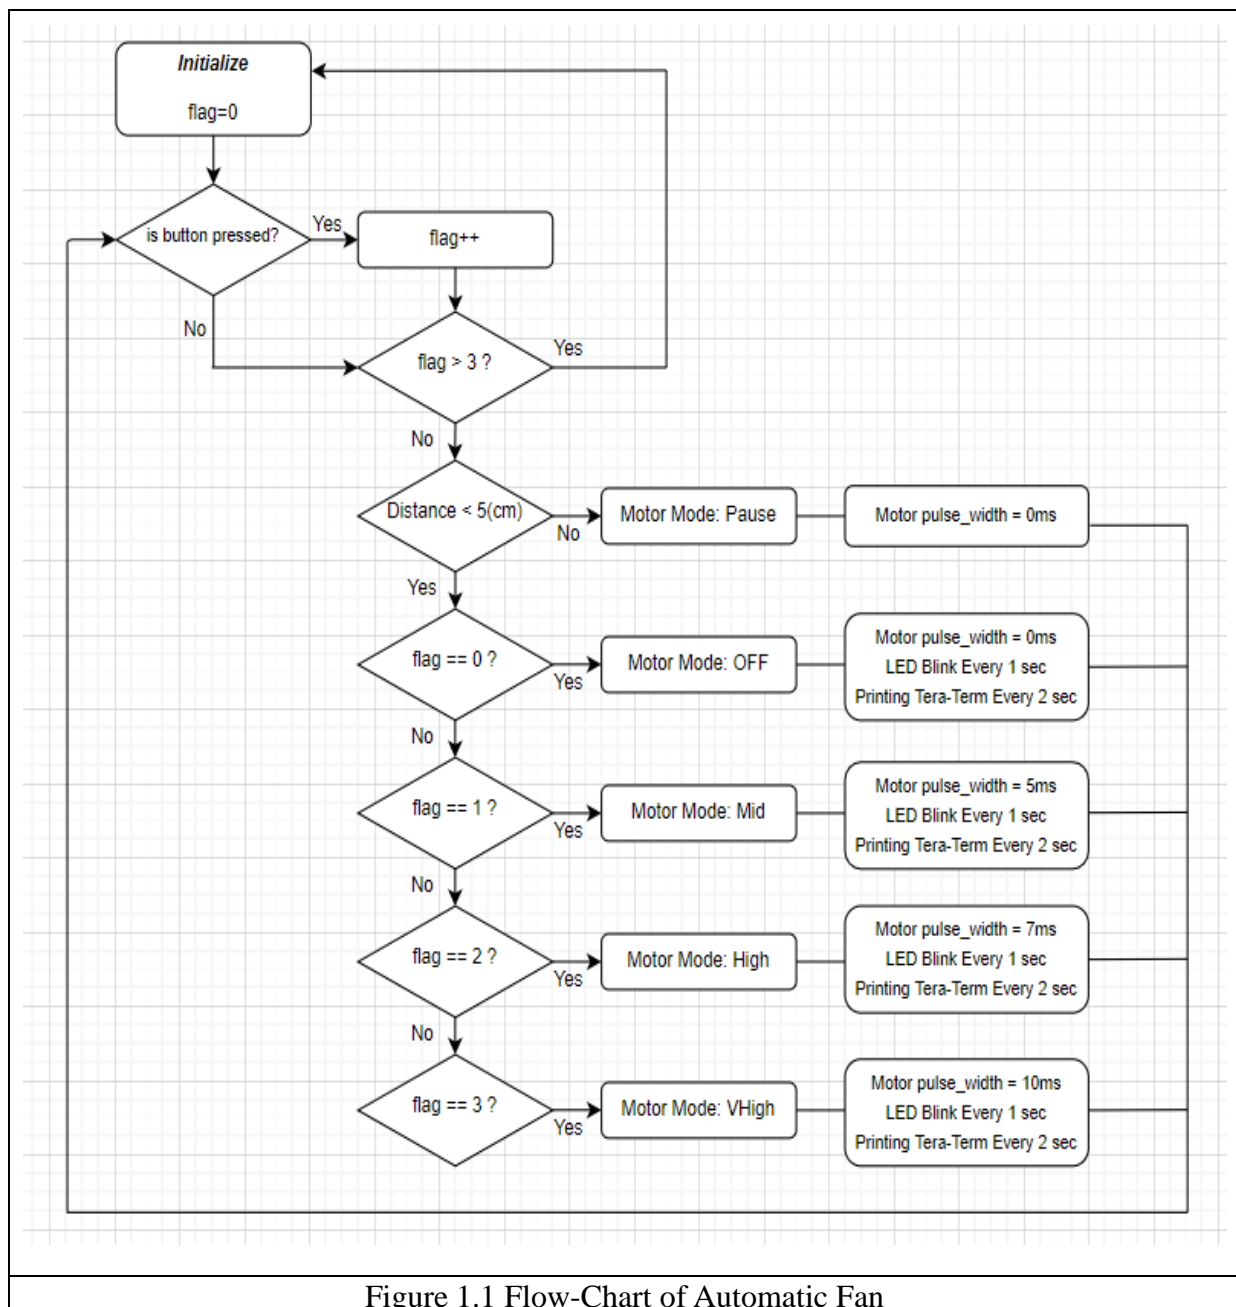 Initialize
flag=0
is button pressed?
Yes
flag++
No
flag > 3 ?
Yes
No
Distance < 5(cm)
No
Motor Mode: Pause
Motor pulse_width = 0ms
Yes
flag == 0 ?
Yes
Motor Mode: OFF
Motor pulse_width = 0ms
LED Blink Every 1 sec
Printing Tera-Term Every 2 sec
No
flag == 1 ?
Yes
Motor Mode: Mid
Motor pulse_width = 5ms
LED Blink Every 1 sec
Printing Tera-Term Every 2 sec
No
flag == 2 ?
Yes
Motor Mode: High
Motor pulse_width = 7ms
LED Blink Every 1 sec
Printing Tera-Term Every 2 sec
No
flag == 3 ?
Yes
Motor Mode: VHigh
Motor pulse_width = 10ms
LED Blink Every 1 sec
Printing Tera-Term Every 2 sec
Figure 1.1 Flow-Chart of Automatic Fan